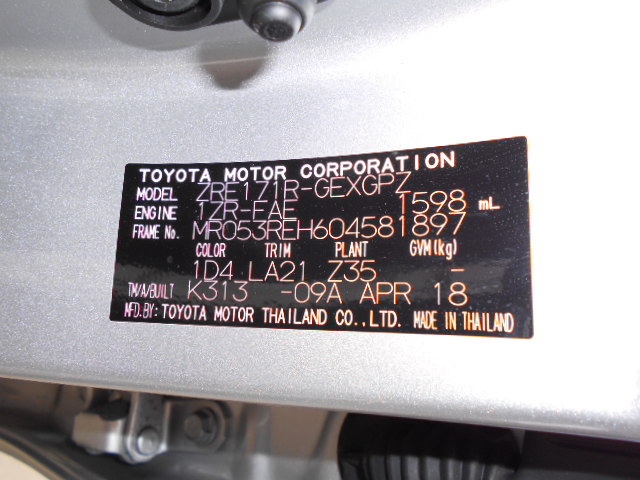 TOYOTA MOTOR CORPORATION
MODEL ZRE171R-GEXGPZ
ENGINE 1ZR-FAE 1598 mL
FRAME No. MR053REH604581897
COLOR TRIM PLANT GVM(kg)
1D4 LA21 Z35 -
TM/A/BUILT K313 -09A APR 18
MFD.BY: TOYOTA MOTOR THAILAND CO.,LTD. MADE IN THAILAND